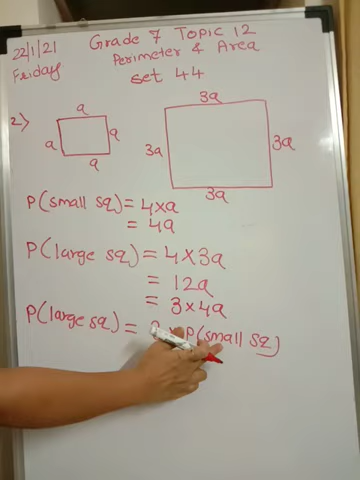 22/1/21
Friday
Grade 7 Topic 12
Perimeter & Area
Set 44
2)
a
a
a
a
3a
3a
3a
3a
P(small sq) = 4×a
= 4a
P(large sq) = 4 × 3a
= 12a
= 3 × 4a
P(large sq) = P(small sq)